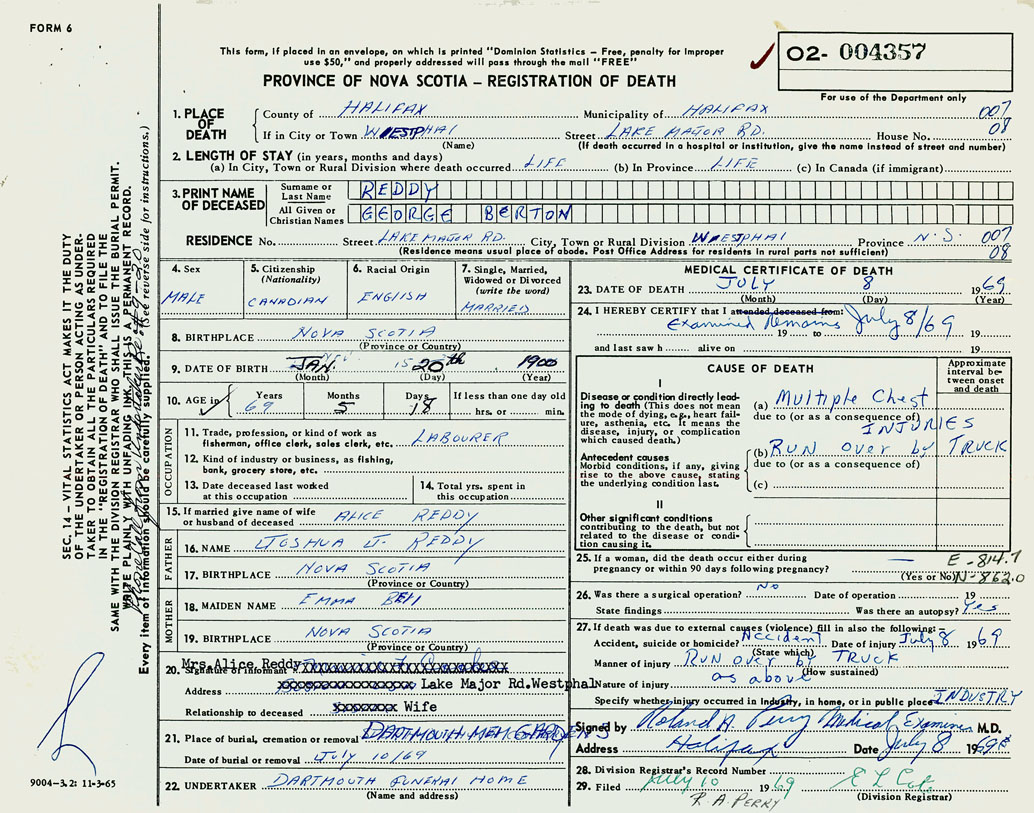 FORM 6
This form, if placed in an envelope, on which is printed "Dominion Statistics – Free, penalty for improper
use $50," and properly addressed will pass through the mail "FREE"
PROVINCE OF NOVA SCOTIA – REGISTRATION OF DEATH
O2- 004357
For use of the Department only
1. PLACE OF DEATH
County of HALIFAX Municipality of HALIFAX 007
If in City or Town WESTPHAL Street LAKE MAJOR RD. House No. 08
(Name) (If death occurred in a hospital or institution, give the name instead of street and number)
2. LENGTH OF STAY (in years, months and days)
(a) In City, Town or Rural Division where death occurred LIFE (b) In Province LIFE (c) In Canada (if immigrant)
3. PRINT NAME OF DECEASED
Surname or Last Name REDDY
All Given or Christian Names GEORGE BERTON
RESIDENCE No. Street LAKE MAJOR RD. City, Town or Rural Division WESTPHAL Province N.S. 007
(Residence means usual place of abode. Post Office Address for residents in rural parts not sufficient) 08
4. Sex
MALE
5. Citizenship
(Nationality)
CANADIAN
6. Racial Origin
ENGLISH
7. Single, Married,
Widowed or Divorced
(write the word)
MARRIED
8. BIRTHPLACE NOVA SCOTIA
(Province or Country)
9. DATE OF BIRTH JAN. 20th 1900
(Month) (Day) (Year)
10. AGE in Years Months Days If less than one day old
69 5 18 hrs. or min.
OCCUPATION
11. Trade, profession or kind of work as
fisherman, office clerk, sales clerk, etc. LABOURER
12. Kind of industry or business, as fishing,
bank, grocery store, etc.
13. Date deceased last worked
at this occupation
14. Total yrs. spent in
this occupation
15. If married give name of wife
or husband of deceased ALICE REDDY
FATHER
16. NAME JOSHUA J. REDDY
17. BIRTHPLACE NOVA SCOTIA
(Province or Country)
MOTHER
18. MAIDEN NAME EMMA BELL
19. BIRTHPLACE NOVA SCOTIA
(Province or Country)
20. Signature of informant Mrs. Alice Reddy
Address Lake Major Rd. Westphal
Relationship to deceased Wife
21. Place of burial, cremation or removal DARTMOUTH MEM. GARDENS
Date of burial or removal July 10/69
22. UNDERTAKER DARTMOUTH FUNERAL HOME
(Name and address)
MEDICAL CERTIFICATE OF DEATH
23. DATE OF DEATH JULY 8 1969
(Month) (Day) (Year)
24. I HEREBY CERTIFY that I attended deceased from:
Examined Remains July 8/69
19 to 19
and last saw h alive on 19
CAUSE OF DEATH
Approximate interval between onset and death
I
Disease or condition directly leading
to death (This does not mean
the mode of dying, e.g., heart failure,
asthenia, etc. It means the
disease, injury, or complication
which caused death.)
(a) Multiple Chest
due to (or as a consequence of)
INJURIES
Antecedent causes
Morbid conditions, if any, giving
rise to the above cause, stating
the underlying condition last.
(b) RUN over by TRUCK
due to (or as a consequence of)
(c)
II
Other significant conditions
contributing to the death, but not
related to the disease or condition
causing it.
25. If a woman, did the death occur either during
pregnancy or within 90 days following pregnancy? —
(Yes or No)
E-814.7
N-862.0
26. Was there a surgical operation? No Date of operation 19
State findings Was there an autopsy? Yes
27. If death was due to external causes (violence) fill in also the following:–
Accident, suicide or homicide? Accident Date of injury July 8 1969
(State which)
Manner of injury RUN OVER by TRUCK
(How sustained)
Nature of injury as above
Specify whether injury occurred in Industry, in home, or in public place INDUSTRY
Signed by Roland A. Perry Medical Examiner M.D.
Address Halifax Date July 8 1969
28. Division Registrar's Record Number
29. Filed July 10 1969
(Division Registrar)
R. A. PERRY
SEC. 14 – VITAL STATISTICS ACT MAKES IT THE DUTY
OF THE UNDERTAKER OR PERSON ACTING AS UNDERTAKER
TO OBTAIN ALL THE PARTICULARS REQUIRED
IN THE "REGISTRATION OF DEATH" AND TO FILE THE
SAME WITH THE DIVISION REGISTRAR WHO SHALL ISSUE THE BURIAL PERMIT.
WRITE PLAINLY WITH UNFADING INK, THIS IS A PERMANENT RECORD.
Every item of information should be carefully supplied. (See reverse side for instructions.)
9004–3.2: 11-3-65